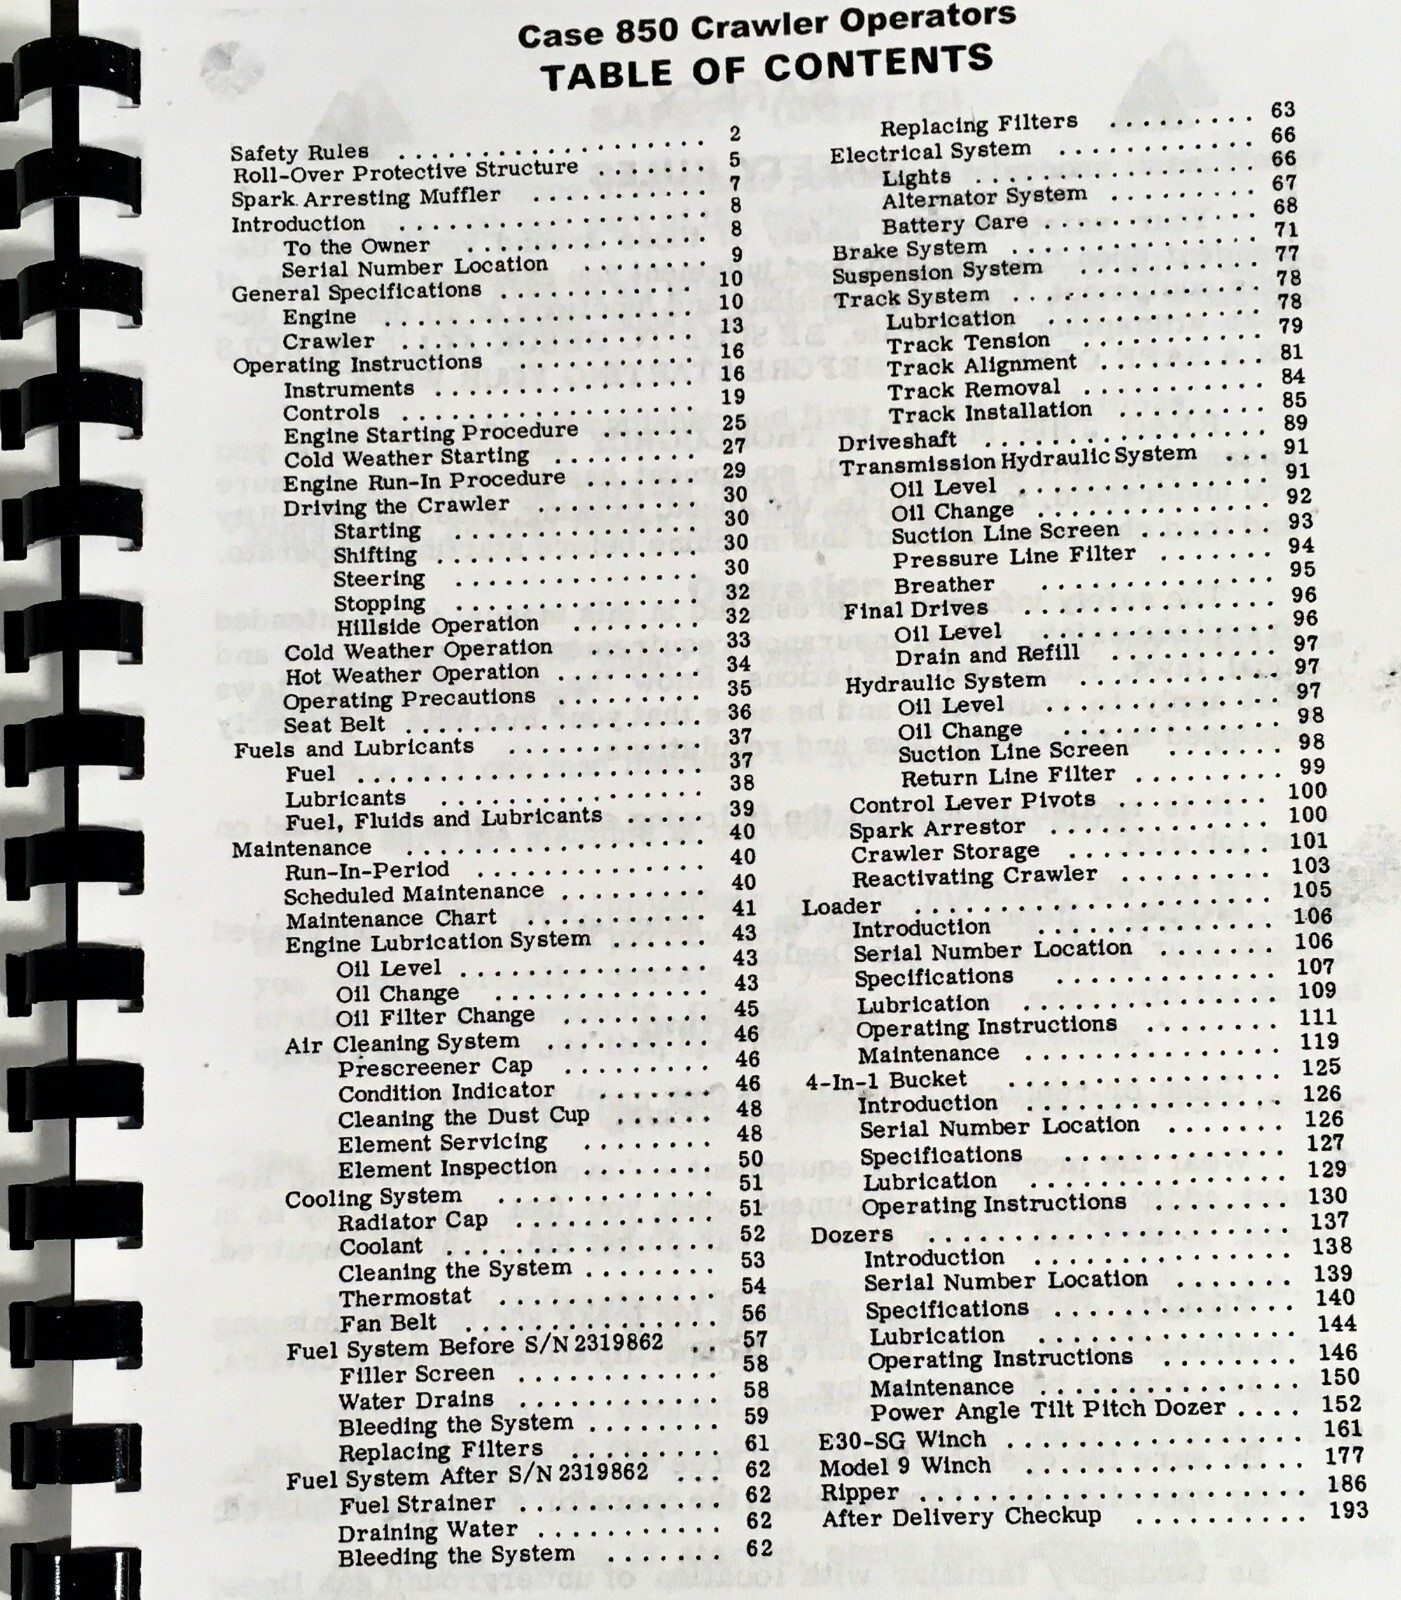 Case 850 Crawler Operators
TABLE OF CONTENTS
Safety Rules . . . . . 2
Roll-Over Protective Structure . . . . . 5
Spark Arresting Muffler . . . . . 7
Introduction . . . . . 8
To the Owner . . . . . 8
Serial Number Location . . . . . 9
General Specifications . . . . . 10
Engine . . . . . 10
Crawler . . . . . 13
Operating Instructions . . . . . 16
Instruments . . . . . 16
Controls . . . . . 19
Engine Starting Procedure . . . . . 25
Cold Weather Starting . . . . . 27
Engine Run-In Procedure . . . . . 29
Driving the Crawler . . . . . 30
Starting . . . . . 30
Shifting . . . . . 30
Steering . . . . . 30
Stopping . . . . . 32
Hillside Operation . . . . . 32
Cold Weather Operation . . . . . 33
Hot Weather Operation . . . . . 34
Operating Precautions . . . . . 35
Seat Belt . . . . . 36
Fuels and Lubricants . . . . . 37
Fuel . . . . . 37
Lubricants . . . . . 38
Fuel, Fluids and Lubricants . . . . . 39
Maintenance . . . . . 40
Run-In-Period . . . . . 40
Scheduled Maintenance . . . . . 40
Maintenance Chart . . . . . 41
Engine Lubrication System . . . . . 43
Oil Level . . . . . 43
Oil Change . . . . . 43
Oil Filter Change . . . . . 45
Air Cleaning System . . . . . 46
Prescreener Cap . . . . . 46
Condition Indicator . . . . . 46
Cleaning the Dust Cup . . . . . 48
Element Servicing . . . . . 48
Element Inspection . . . . . 50
Cooling System . . . . . 51
Radiator Cap . . . . . 51
Coolant . . . . . 52
Cleaning the System . . . . . 53
Thermostat . . . . . 54
Fan Belt . . . . . 56
Fuel System Before S/N 2319862 . . 57
Filler Screen . . . . . 58
Water Drains . . . . . 58
Bleeding the System . . . . . 59
Replacing Filters . . . . . 61
Fuel System After S/N 2319862 . . . 62
Fuel Strainer . . . . . 62
Draining Water . . . . . 62
Bleeding the System . . . . . 62
Replacing Filters . . . . . 63
Electrical System . . . . . 66
Lights . . . . . 66
Alternator System . . . . . 67
Battery Care . . . . . 68
Brake System . . . . . 71
Suspension System . . . . . 77
Track System . . . . . 78
Lubrication . . . . . 78
Track Tension . . . . . 79
Track Alignment . . . . . 81
Track Removal . . . . . 84
Track Installation . . . . . 85
Driveshaft . . . . . 89
Transmission Hydraulic System . . . 91
Oil Level . . . . . 91
Oil Change . . . . . 92
Suction Line Screen . . . . . 93
Pressure Line Filter . . . . . 94
Breather . . . . . 95
Final Drives . . . . . 96
Oil Level . . . . . 96
Drain and Refill . . . . . 97
Hydraulic System . . . . . 97
Oil Level . . . . . 97
Oil Change . . . . . 98
Suction Line Screen . . . . . 98
Return Line Filter . . . . . 99
Control Lever Pivots . . . . . 100
Spark Arrestor . . . . . 100
Crawler Storage . . . . . 101
Reactivating Crawler . . . . . 103
Loader . . . . . 105
Introduction . . . . . 106
Serial Number Location . . . . . 106
Specifications . . . . . 107
Lubrication . . . . . 109
Operating Instructions . . . . . 111
Maintenance . . . . . 119
4-In-1 Bucket . . . . . 125
Introduction . . . . . 126
Serial Number Location . . . . . 126
Specifications . . . . . 127
Lubrication . . . . . 129
Operating Instructions . . . . . 130
Dozers . . . . . 137
Introduction . . . . . 138
Serial Number Location . . . . . 139
Specifications . . . . . 140
Lubrication . . . . . 144
Operating Instructions . . . . . 146
Maintenance . . . . . 150
Power Angle Tilt Pitch Dozer . . . . 152
E30-SG Winch . . . . . 161
Model 9 Winch . . . . . 177
Ripper . . . . . 186
After Delivery Checkup . . . . . 193